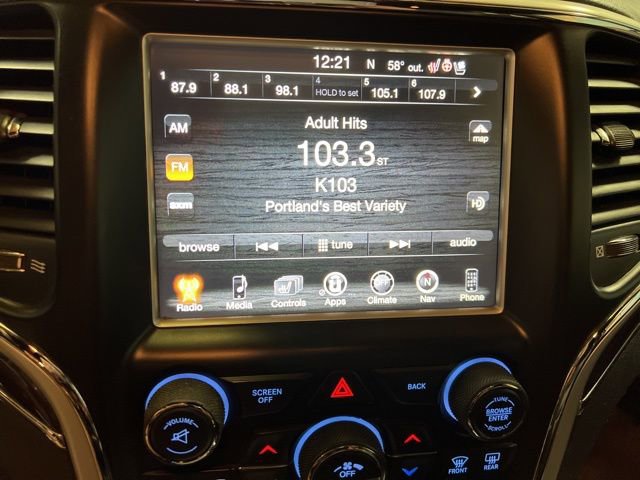 12:21 N 58° out.
1 87.9 2 88.1 3 98.1 4 HOLD to set 5 105.1 6 107.9
AM
FM
sxm
Adult Hits
103.3 ST
K103
Portland's Best Variety
map
browse tune audio
Radio Media Controls Apps Climate Nav Phone
OFF
N
VOLUME
SCREEN OFF
BACK
TUNE
BROWSE
ENTER
SCROLL
OFF
FRONT REAR